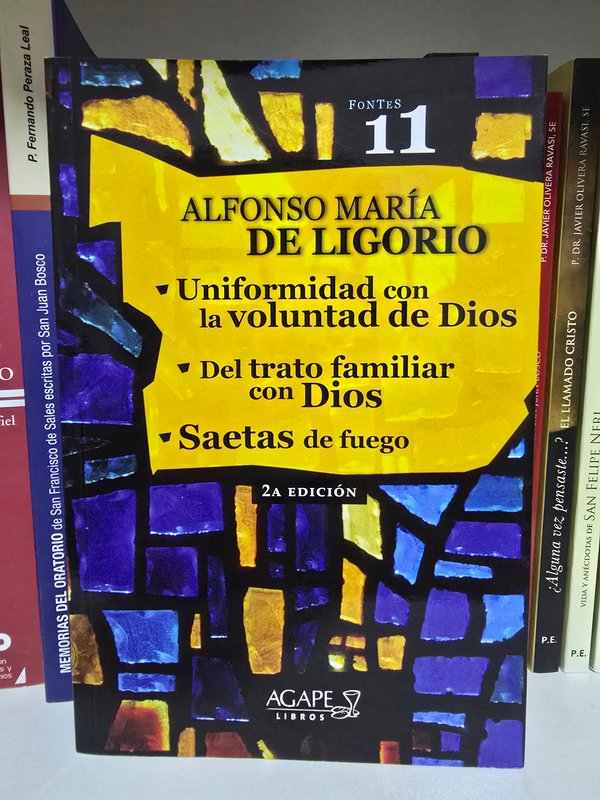 FONTES
11
ALFONSO MARÍA
DE LIGORIO
Uniformidad con
la voluntad de Dios
Del trato familiar
con Dios
Saetas de fuego
2A EDICIÓN
AGAPE
LIBROS
P. Fernando Peraza Leal
MEMORIAS DEL ORATORIO de San Francisco de Sales escritas por San Juan Bosco
P. DR. JAVIER OLIVERA RAVASI, SE
P. DR. JAVIER OLIVERA RAVASI, SE
EL LLAMADO CRISTO
¿Alguna vez pensaste...?
P.E.
VIDA Y ANÉCDOTAS DE SAN FELIPE NERI
P.E.